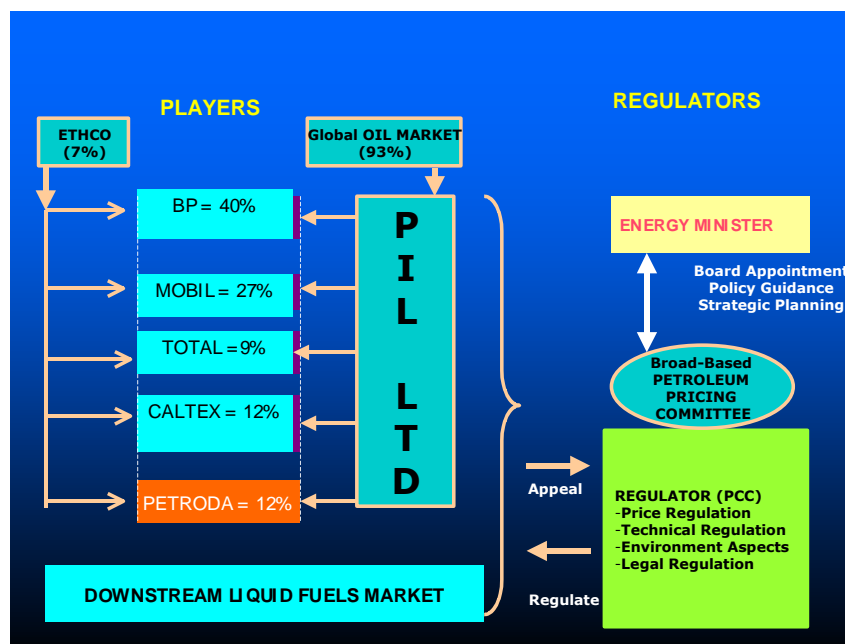 PLAYERS
REGULATORS
ETHCO
(7%)
Global OIL MARKET
(93%)
BP = 40%
MOBIL = 27%
TOTAL = 9%
CALTEX = 12%
PETRODA = 12%
P
I
L
L
T
D
DOWNSTREAM LIQUID FUELS MARKET
Appeal
Regulate
ENERGY MINISTER
Board Appointment
Policy Guidance
Strategic Planning
Broad-Based
PETROLEUM
PRICING
COMMITTEE
REGULATOR (PCC)
-Price Regulation
-Technical Regulation
-Environment Aspects
-Legal Regulation